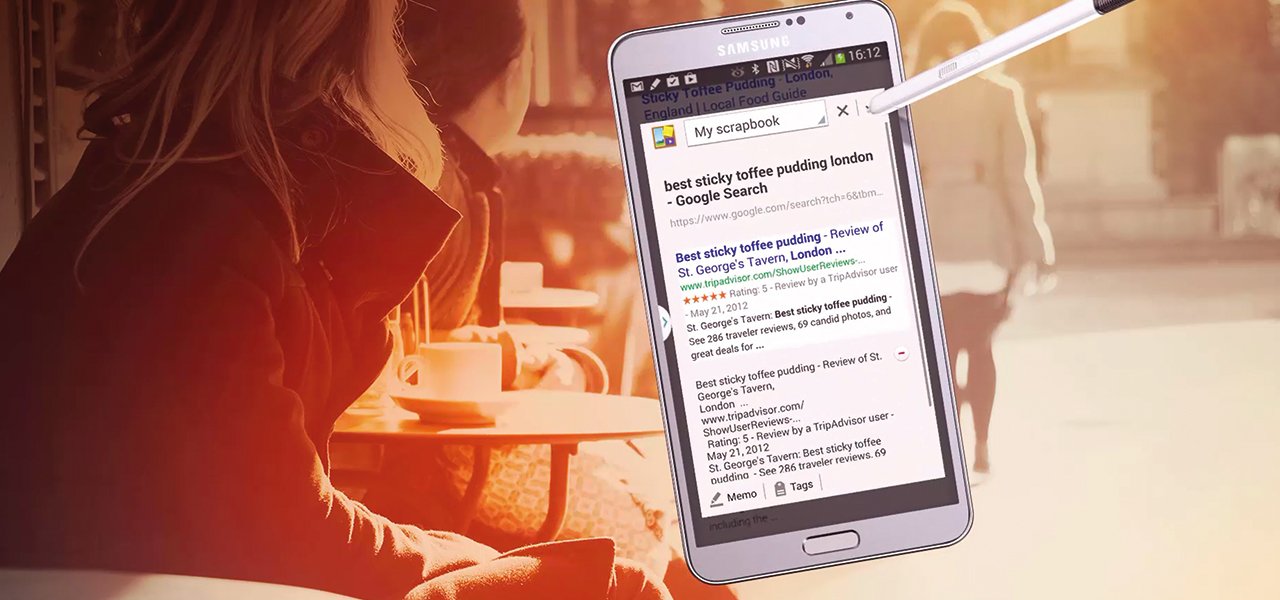 SAMSUNG
16:12
Sticky Toffee Pudding - London,
England | Local Food Guide
My scrapbook
best sticky toffee pudding london
- Google Search
https://www.google.com/search?tch=6&tbm...
Best sticky toffee pudding - Review of
St. George's Tavern, London ...
www.tripadvisor.com/ShowUserReviews-...
Rating: 5 - Review by a TripAdvisor user
- May 21, 2012
St. George's Tavern: Best sticky toffee pudding -
See 286 traveler reviews, 69 candid photos, and
great deals for ...
Best sticky toffee pudding - Review of St.
George's Tavern,
London ...
www.tripadvisor.com/
ShowUserReviews-...
Rating: 5 - Review by a TripAdvisor user -
May 21, 2012
St. George's Tavern: Best sticky toffee
pudding - See 286 traveler reviews, 69
Memo Tags
including the ...